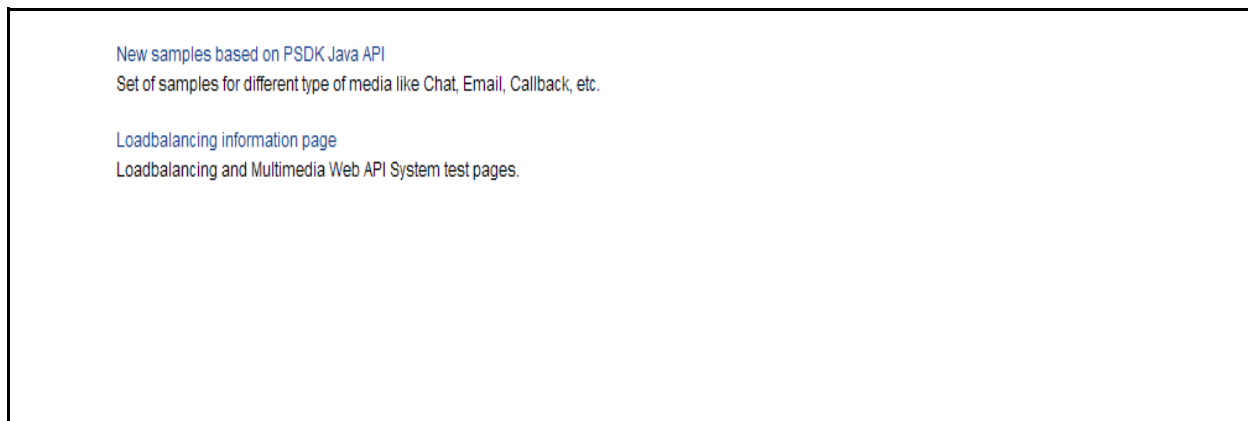 New samples based on PSDK Java API
Set of samples for different type of media like Chat, Email, Callback, etc.
Loadbalancing information page
Loadbalancing and Multimedia Web API System test pages.